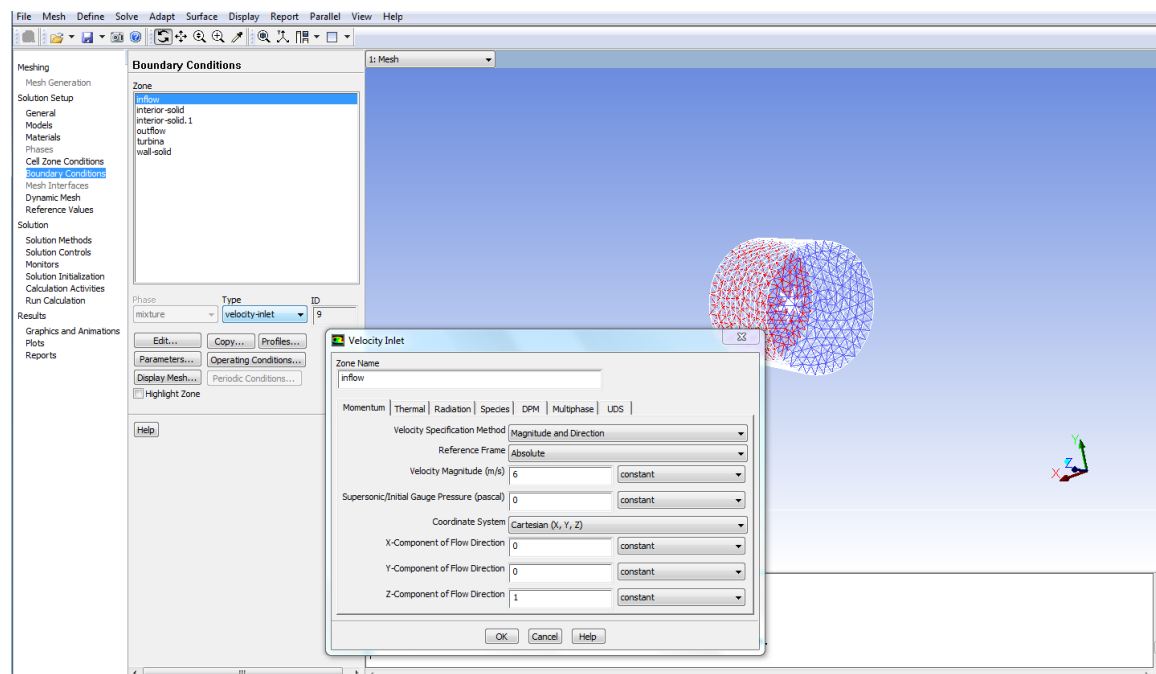 File Mesh Define Solve Adapt Surface Display Report Parallel View Help
Meshing
Mesh Generation
Solution Setup
General
Models
Materials
Phases
Cell Zone Conditions
Boundary Conditions
Mesh Interfaces
Dynamic Mesh
Reference Values
Solution
Solution Methods
Solution Controls
Monitors
Solution Initialization
Calculation Activities
Run Calculation
Results
Graphics and Animations
Plots
Reports
Boundary Conditions
Zone
inflow
interior-solid
interior-solid.1
outflow
turbina
wall-solid
Phase Type ID
mixture velocity-inlet 9
Edit... Copy... Profiles...
Parameters... Operating Conditions...
Display Mesh... Periodic Conditions...
Highlight Zone
Help
1: Mesh
Y
Z
X
Velocity Inlet
Zone Name
inflow
Momentum Thermal Radiation Species DPM Multiphase UDS
Velocity Specification Method Magnitude and Direction
Reference Frame Absolute
Velocity Magnitude (m/s) 6 constant
Supersonic/Initial Gauge Pressure (pascal) 0 constant
Coordinate System Cartesian (X, Y, Z)
X-Component of Flow Direction 0 constant
Y-Component of Flow Direction 0 constant
Z-Component of Flow Direction 1 constant
OK Cancel Help